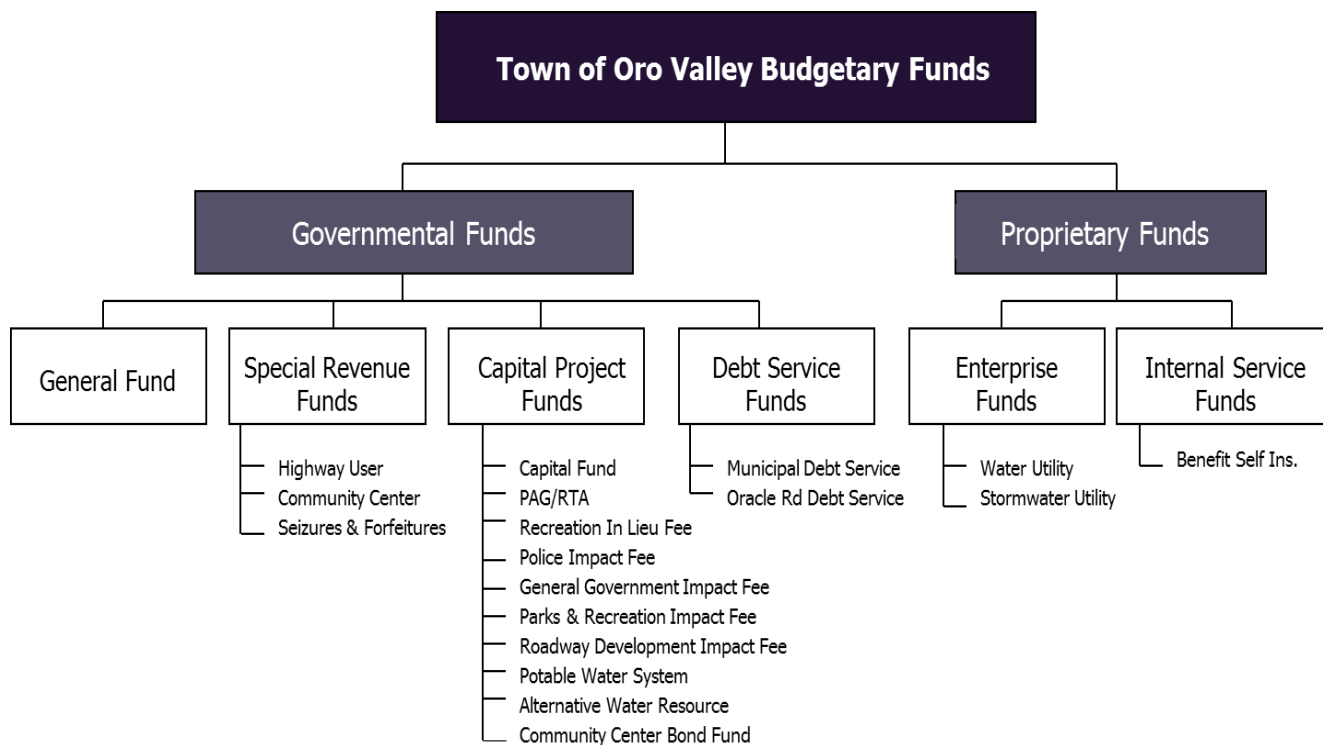 Town of Oro Valley Budgetary Funds
Governmental Funds
Proprietary Funds
General Fund
Special Revenue
Funds
Capital Project
Funds
Debt Service
Funds
Enterprise
Funds
Internal Service
Funds
Highway User
Community Center
Seizures & Forfeitures
Capital Fund
PAG/RTA
Recreation In Lieu Fee
Police Impact Fee
General Government Impact Fee
Parks & Recreation Impact Fee
Roadway Development Impact Fee
Potable Water System
Alternative Water Resource
Community Center Bond Fund
Municipal Debt Service
Oracle Rd Debt Service
Water Utility
Stormwater Utility
Benefit Self Ins.